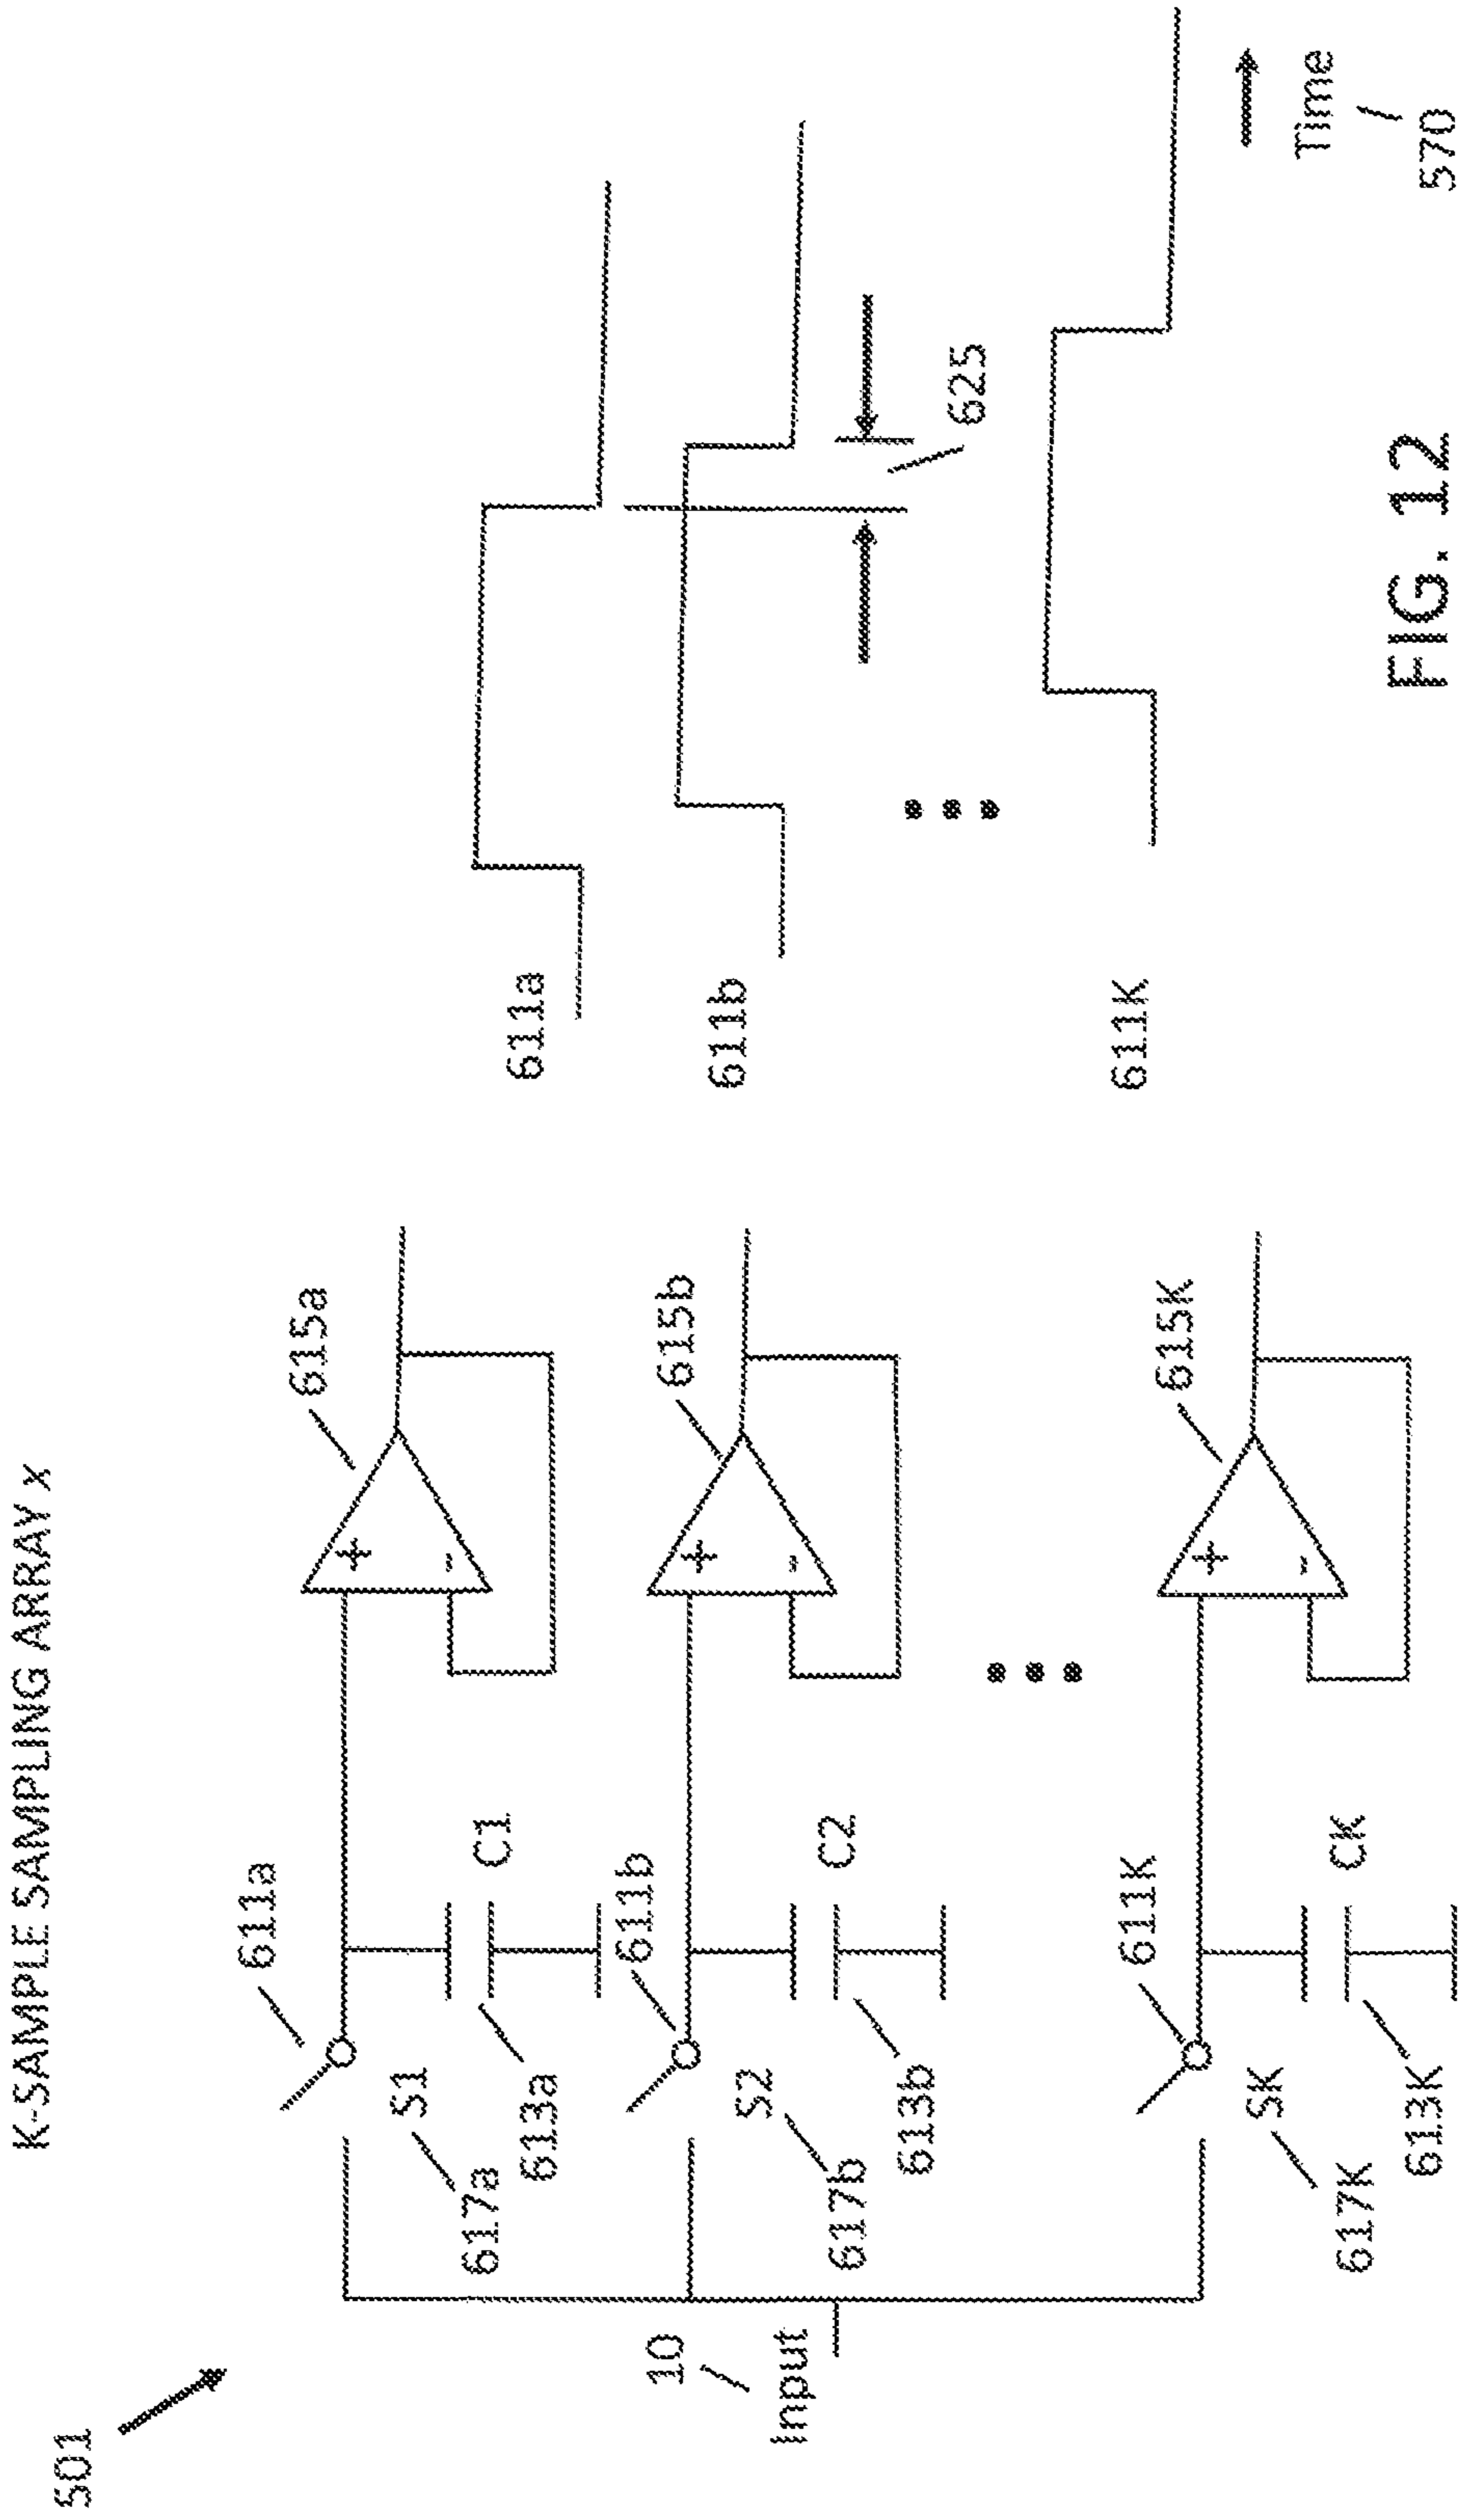 K-SAMPLE SAMPLING ARRAY x
501
611a
615a
+
-
C1
S1
617a
613a
10
Input
611b
615b
+
-
C2
S2
617b
613b
611K
615K
+
-
CK
SK
617K
613K
611a
611b
625
611K
Time
570
FIG. 12